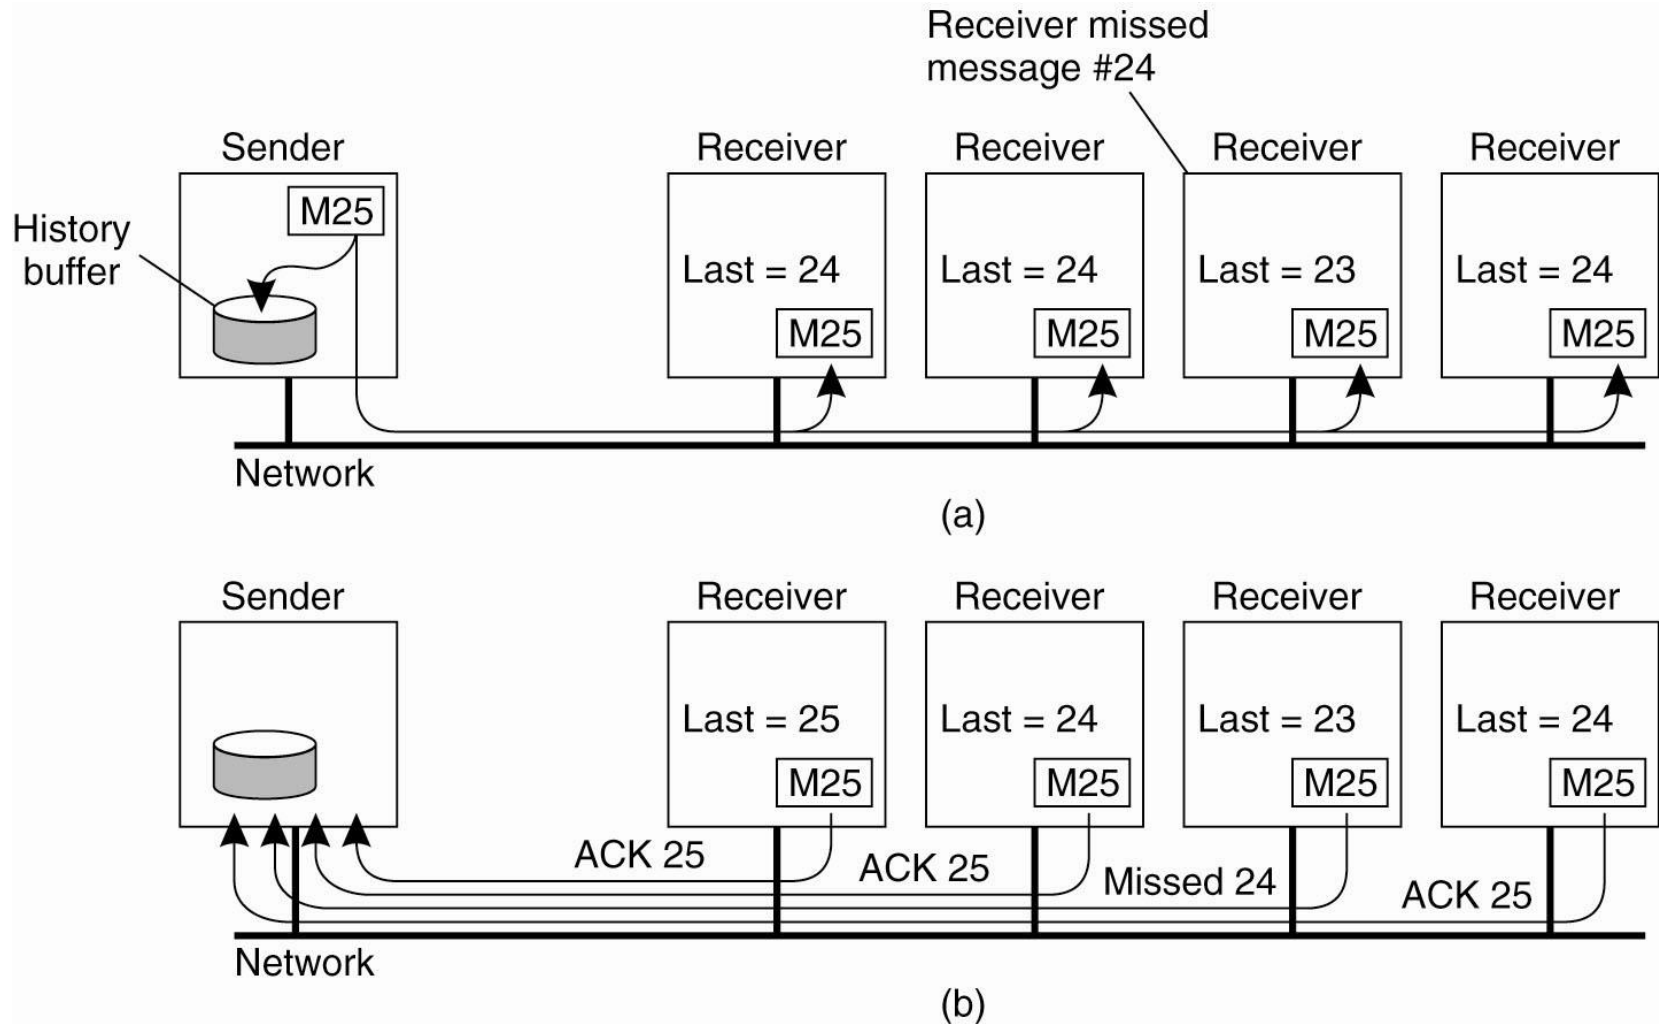 Receiver missed
message #24
Sender
Receiver
Receiver
Receiver
Receiver
History
buffer
M25
Last = 24
M25
Last = 24
M25
Last = 23
M25
Last = 24
M25
Network
(a)
Sender
Receiver
Receiver
Receiver
Receiver
Last = 25
M25
Last = 24
M25
Last = 23
M25
Last = 24
M25
ACK 25
ACK 25
Missed 24
ACK 25
Network
(b)